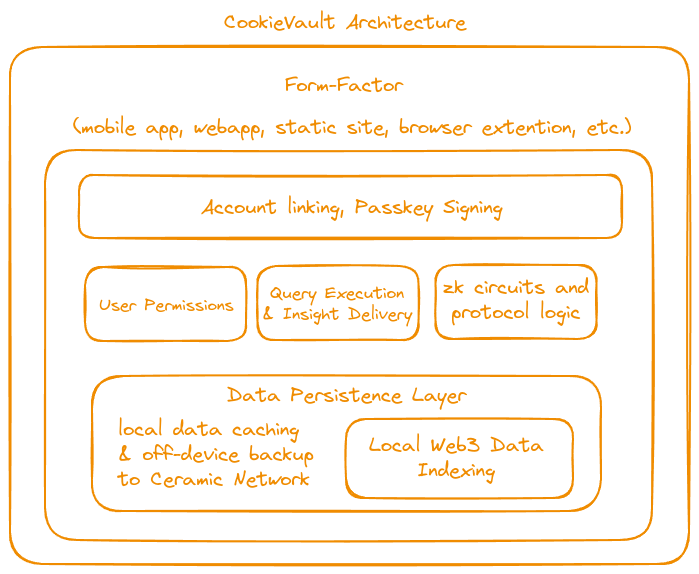 CookieVault Architecture
Form-Factor
(mobile app, webapp, static site, browser extention, etc.)
Account linking, Passkey Signing
User Permissions
Query Execution
& Insight Delivery
zk circuits and
protocol logic
Data Persistence Layer
local data caching
& off-device backup
to Ceramic Network
Local Web3 Data
Indexing